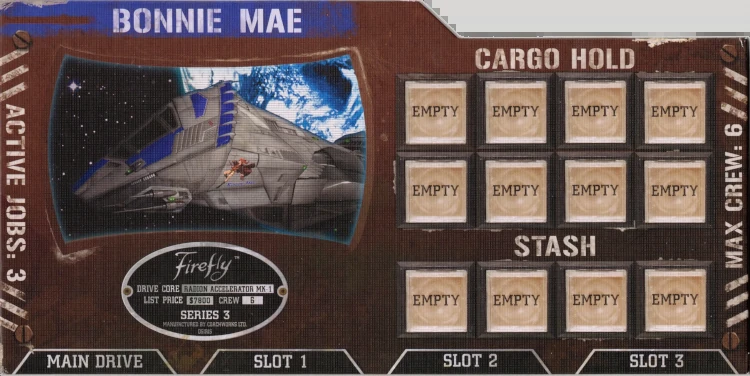 BONNIE MAE
ACTIVE JOBS: 3
Firefly™
DRIVE CORE RADION ACCELERATOR MK 1
LIST PRICE $7800 CREW 6
SERIES 3
CARGO HOLD
EMPTY EMPTY EMPTY EMPTY
EMPTY EMPTY EMPTY EMPTY
STASH
EMPTY EMPTY EMPTY EMPTY
MAX CREW: 6
MAIN DRIVE
SLOT 1
SLOT 2
SLOT 3